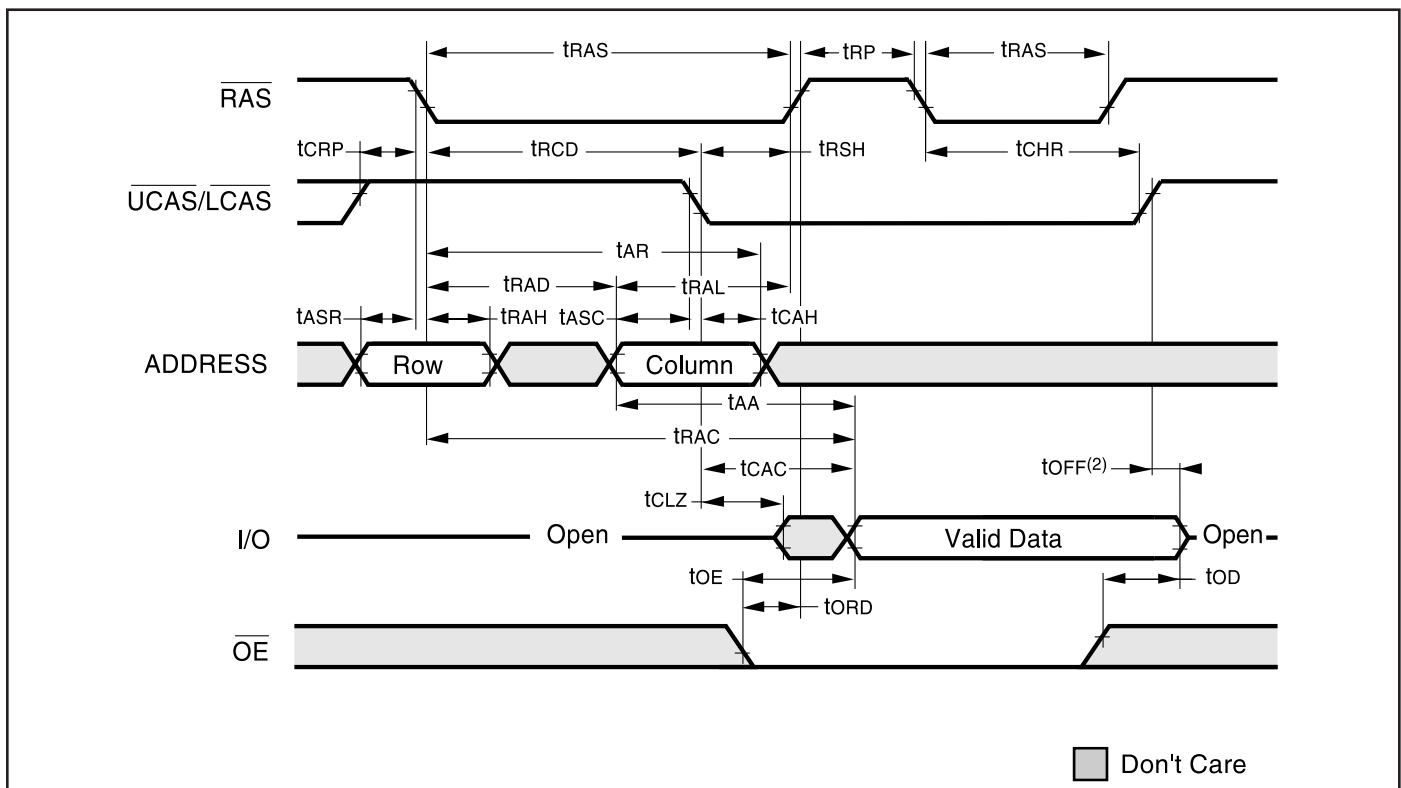 tRAS
tRP
tRAS
RAS
tCRP
tRCD
tRSH
tCHR
UCAS/LCAS
tAR
tRAD
tRAL
tASR
tRAH
tASC
tCAH
ADDRESS
Row
Column
tAA
tRAC
tCAC
tOFF(2)
tCLZ
I/O
Open
Valid Data
Open
tOE
tORD
tOD
OE
Don't Care